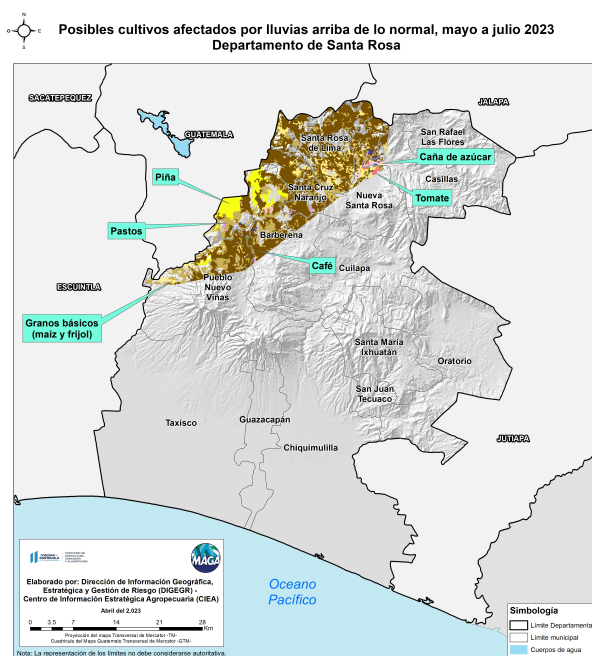 N
O
E
S
Posibles cultivos afectados por lluvias arriba de lo normal, mayo a julio 2023
Departamento de Santa Rosa
SACATEPEQUEZ
GUATEMALA
JALAPA
Santa Rosa
de Lima
San Rafael
Las Flores
Caña de azúcar
Casillas
Piña
Santa Cruz
Naranjo
Nueva
Santa Rosa
Tomate
Pastos
Barberena
Café
Cuilapa
ESCUINTLA
Pueblo
Nuevo
Viñas
Granos básicos
(maíz y frijol)
Santa María
Ixhuatán
Oratorio
San Juan
Tecuaco
Taxisco
Guazacapán
Chiquimulilla
JUTIAPA
MAGA
Elaborado por: Dirección de Información Geográfica,
Estratégica y Gestión de Riesgo (DIGEGR) -
Centro de Información Estratégica Agropecuaria (CIEA)
Abril del 2,023
0 3.5 7 14 21 28
Km
Proyección del mapa Transversal de Mercator -TM-
Cuadrícula del Mapa Guatemala Transversal de Mercator -GTM-
Nota: La representación de los límites no debe considerarse autoritativa.
Oceano
Pacífico
Simbología
Límite Departamenta
Límite municipal
Cuerpos de agua